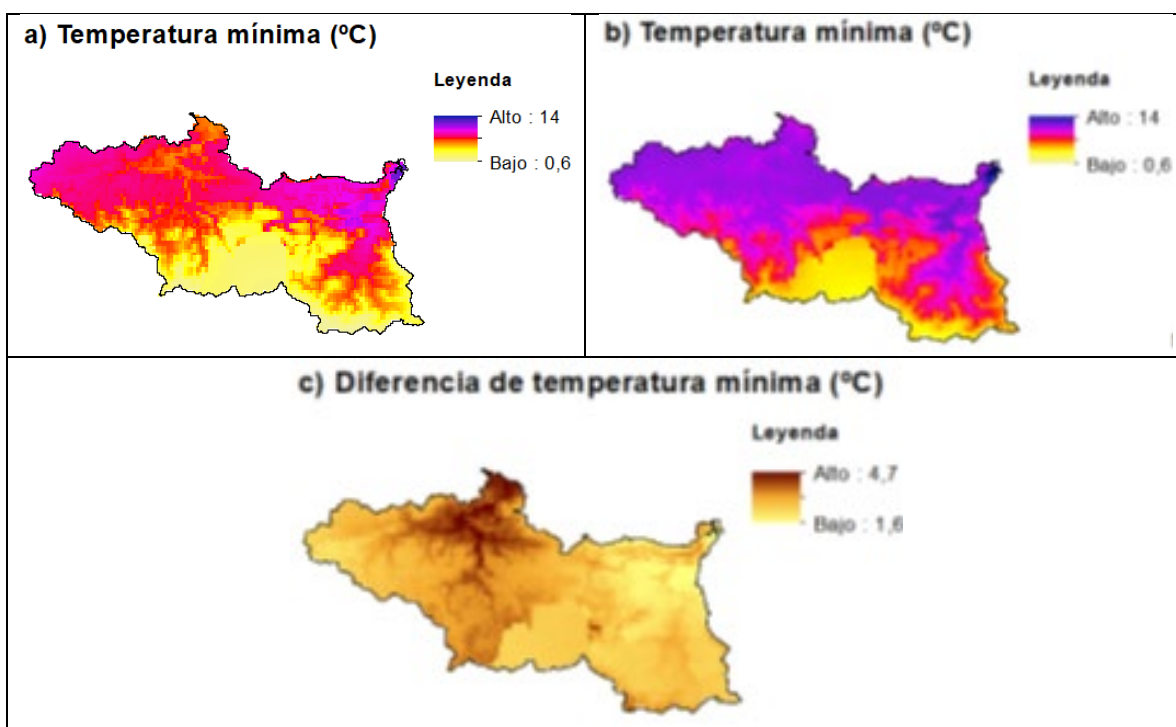 a) Temperatura mínima (ºC)
Leyenda
Alto : 14
Bajo : 0,6
b) Temperatura mínima (ºC)
Leyenda
Alto : 14
Bajo : 0,6
c) Diferencia de temperatura mínima (ºC)
Leyenda
Alto : 4,7
Bajo : 1,6